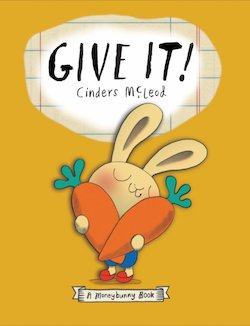 GIVE IT!
Cinders McLeod
A Moneybunny Book